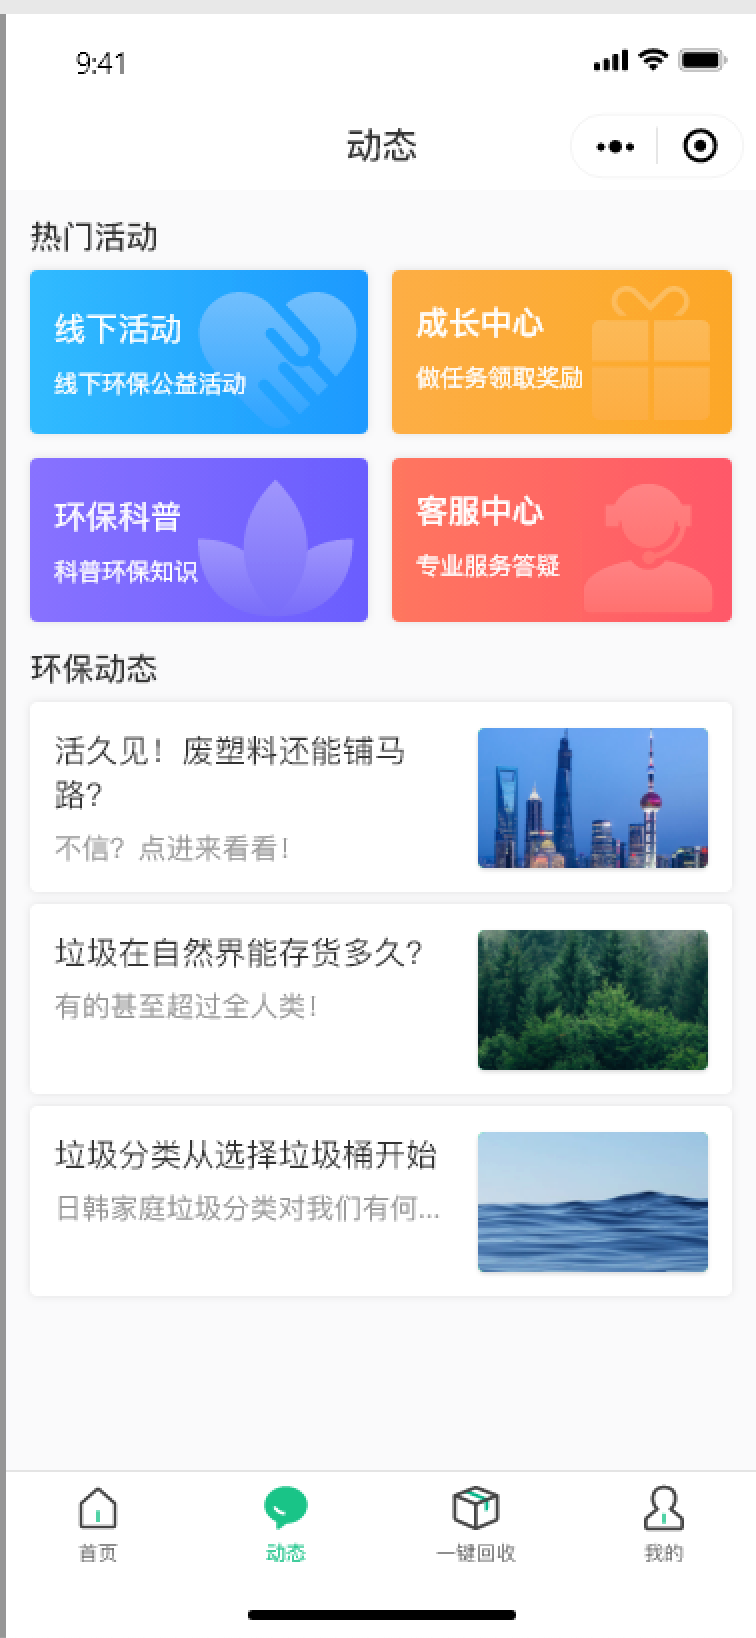 9:41
动态
热门活动
线下活动
线下环保公益活动
成长中心
做任务领取奖励
环保科普
科普环保知识
客服中心
专业服务答疑
环保动态
活久见！废塑料还能铺马
路？
不信？点进来看看！
垃圾在自然界能存货多久？
有的甚至超过全人类！
垃圾分类从选择垃圾桶开始
日韩家庭垃圾分类对我们有何...
首页
动态
一键回收
我的